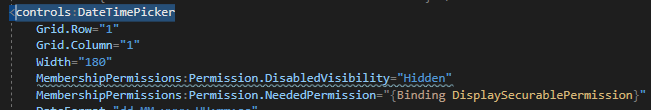 <controls:DateTimePicker
Grid.Row="1"
Grid.Column="1"
Width="180"
MembershipPermissions:Permission.DisabledVisibility="Hidden"
MembershipPermissions:Permission.NeededPermission="{Binding DisplaySecurablePermission}"